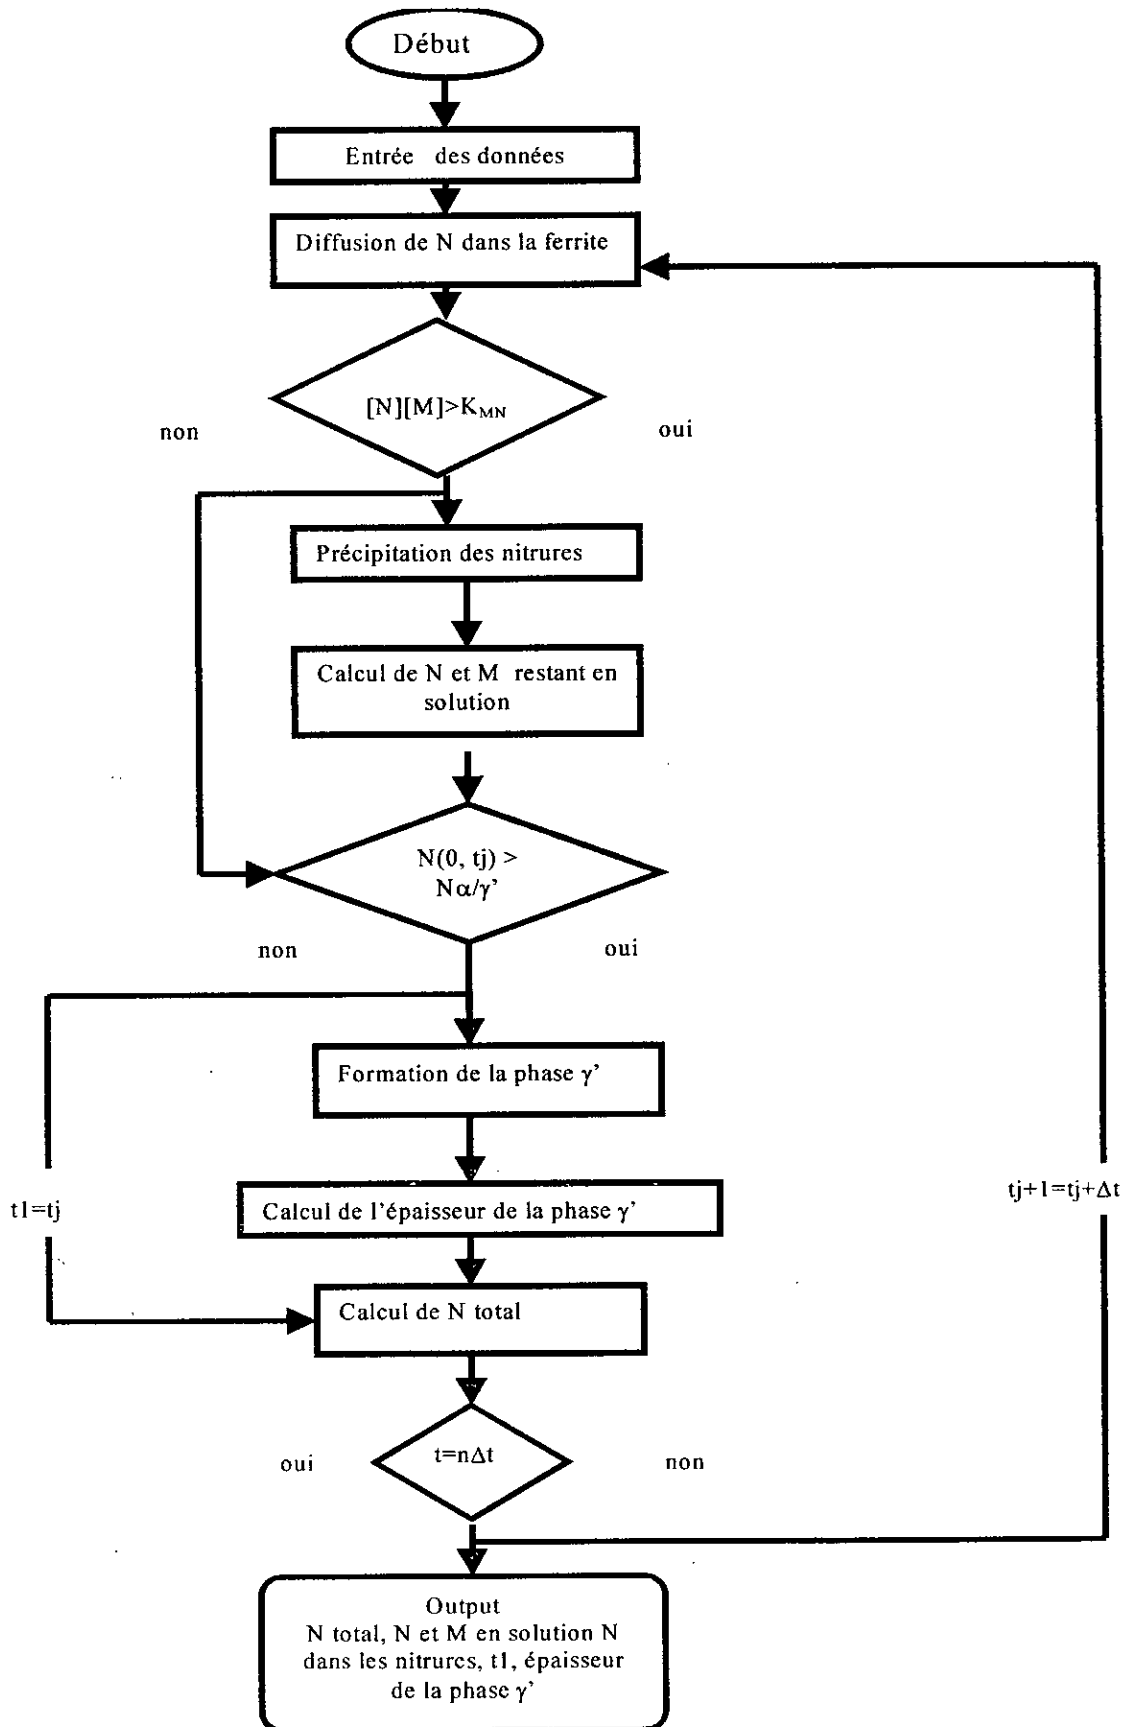 Début
Entrée des données
Diffusion de N dans la ferrite
[N][M]>K_MN
non
oui
Précipitation des nitrures
Calcul de N et M restant en
solution
N(0, tj) >
Nα/γ’
non
oui
Formation de la phase γ’
t1=tj
Calcul de l’épaisseur de la phase γ’
tj+1=tj+Δt
Calcul de N total
t=nΔt
oui
non
Output
N total, N et M en solution N
dans les nitrures, t1, épaisseur
de la phase γ’